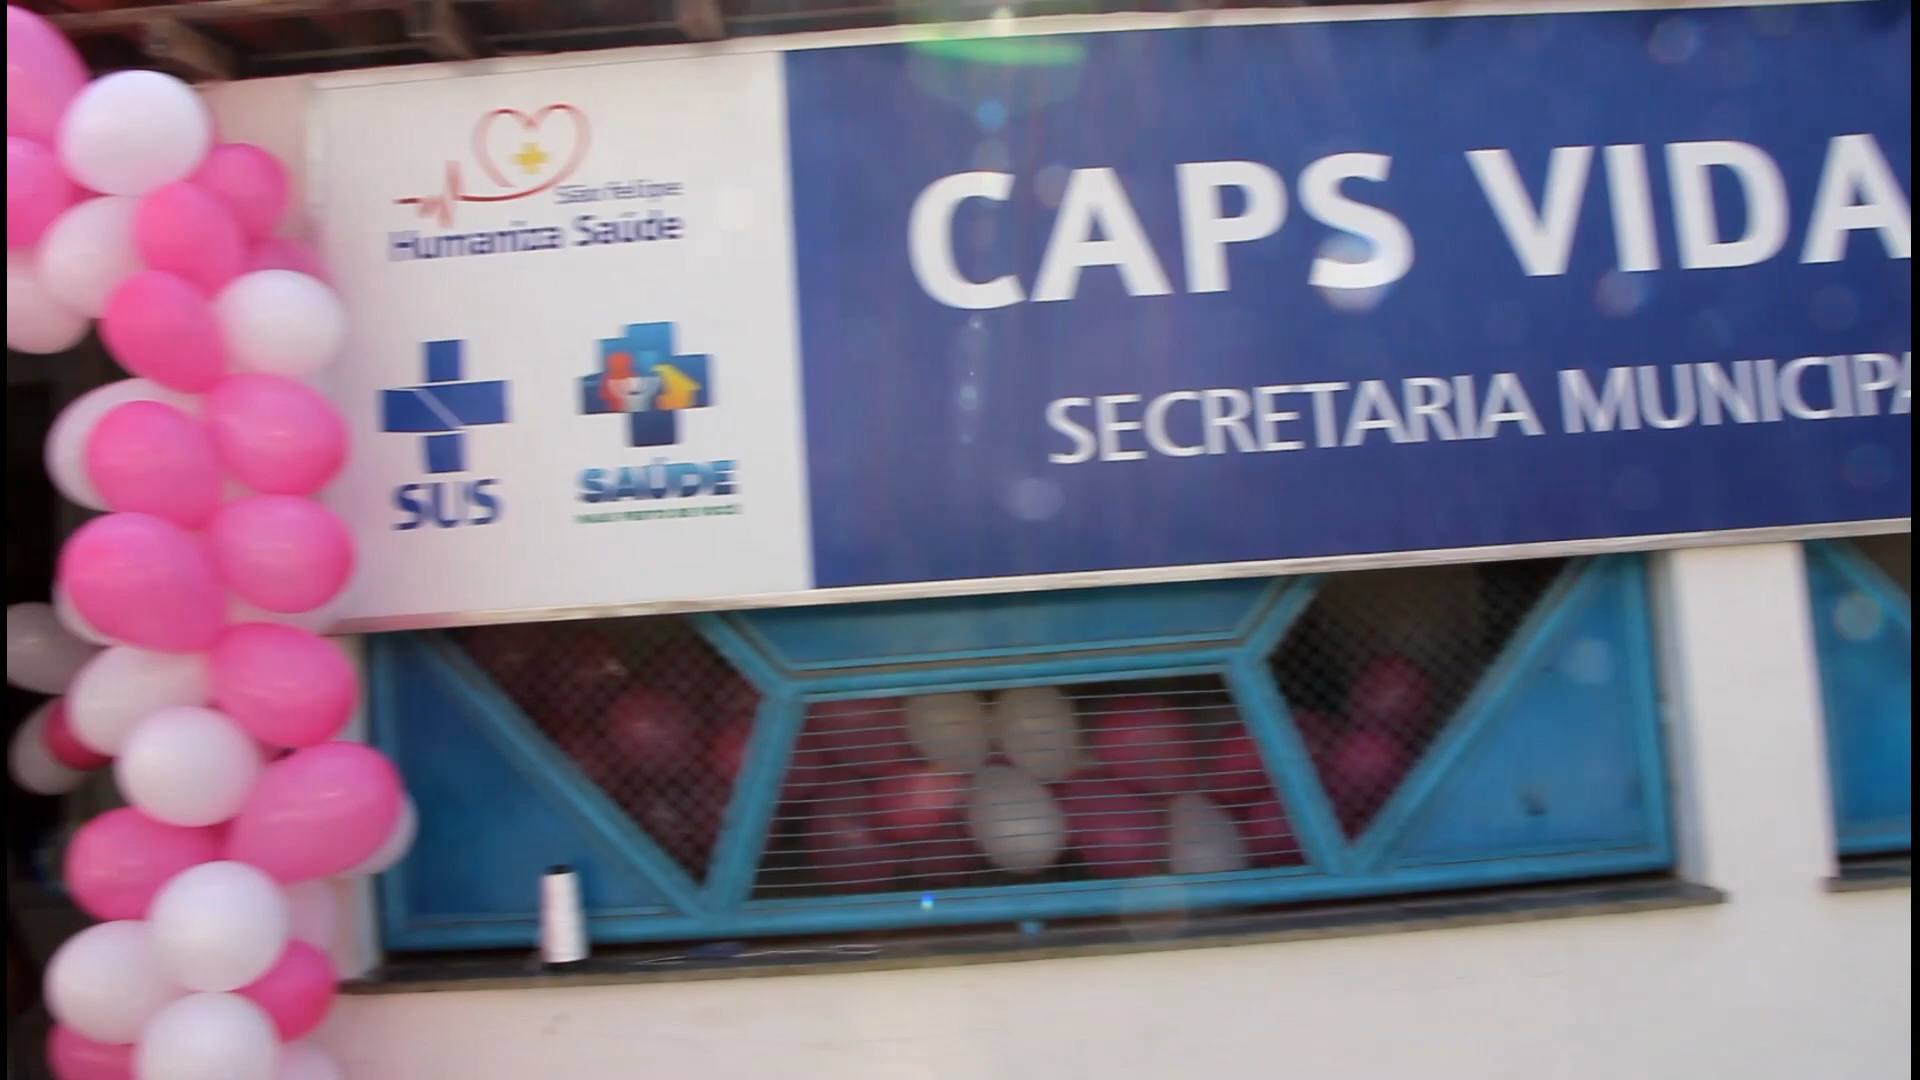 São Felipe
Humaniza Saúde
SUS
SAÚDE
CAPS VIDA
SECRETARIA MUNICIPA